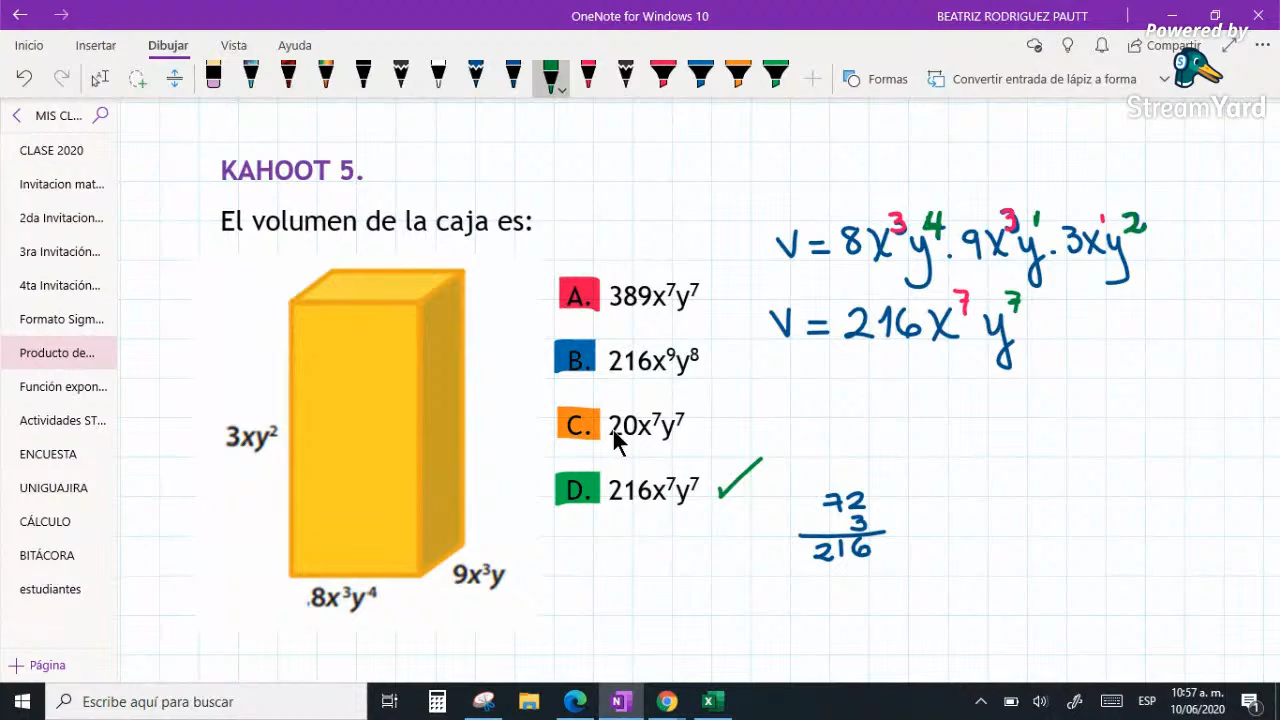 OneNote for Windows 10
BEATRIZ RODRIGUEZ PAUTT
Powered by
StreamYard
Inicio Insertar Dibujar Vista Ayuda
Compartir
Formas
Convertir entrada de lápiz a forma
MIS CL...
CLASE 2020
Invitacion mat...
2da Invitacion...
3ra Invitación...
4ta Invitación...
Formato Sign...
Producto de...
Función expon...
Actividades ST...
ENCUESTA
UNIGUAJIRA
CÁLCULO
BITÁCORA
estudiantes
Página
KAHOOT 5.
El volumen de la caja es:
3xy²
8x³y⁴
9x³y
A. 389x⁷y⁷
B. 216x⁹y⁸
C. 20x⁷y⁷
D. 216x⁷y⁷ ✓
V = 8x³y⁴ . 9x³y¹ . 3x¹y²
V = 216x⁷ y⁷
72
3
216
Escribe aquí para buscar
ESP
10:57 a. m.
10/06/2020
1